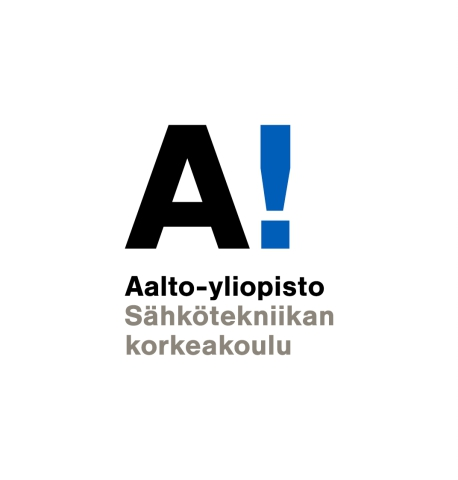 A!
Aalto-yliopisto
Sähkötekniikan
korkeakoulu